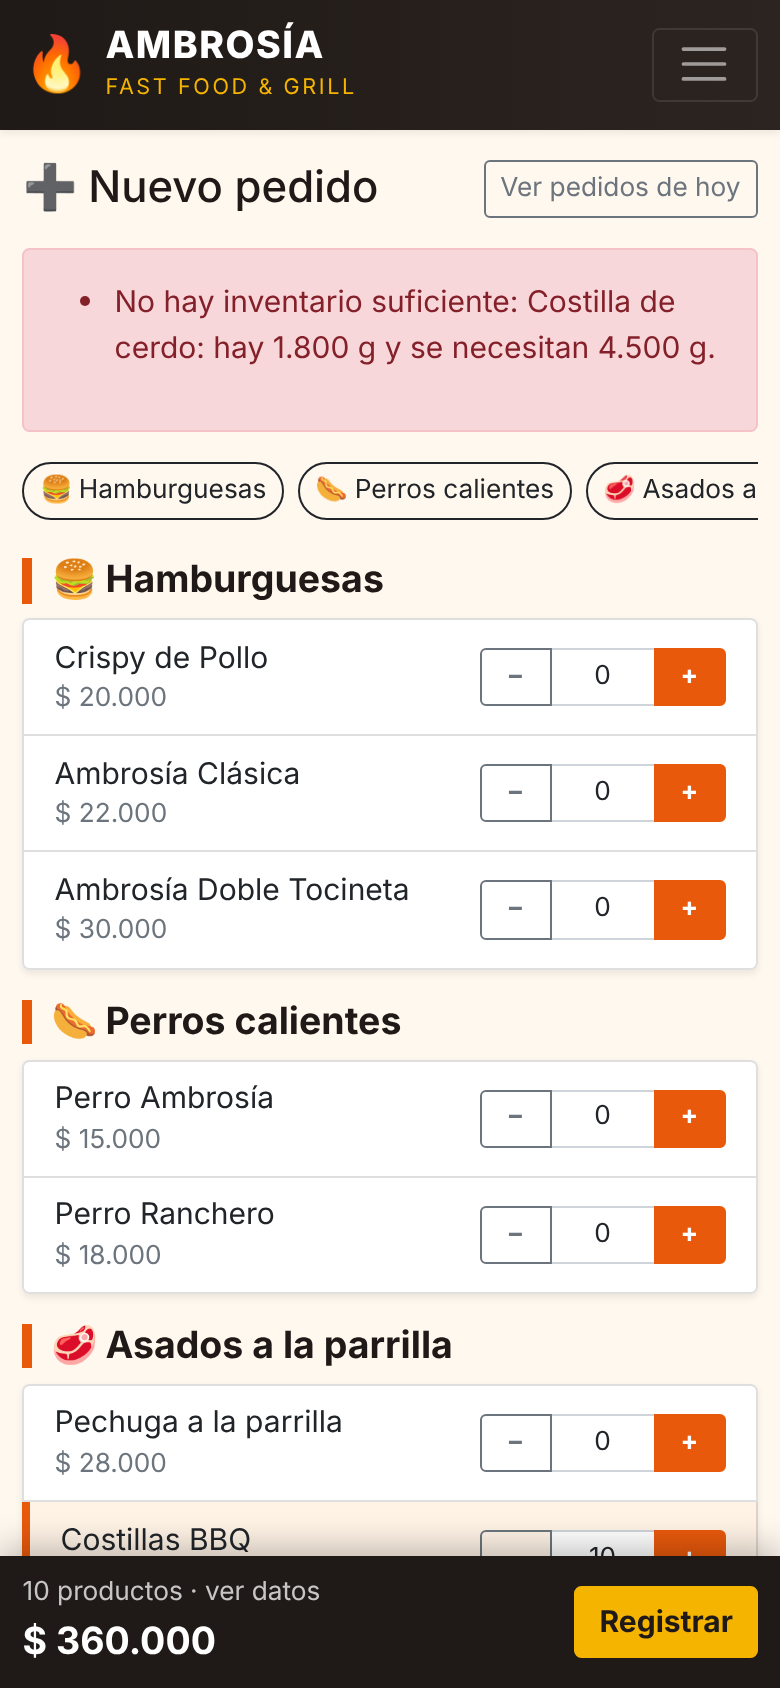 AMBROSÍA
FAST FOOD & GRILL
Nuevo pedido
Ver pedidos de hoy
No hay inventario suficiente: Costilla de
cerdo: hay 1.800 g y se necesitan 4.500 g.
Hamburguesas
Perros calientes
Asados a
Hamburguesas
Crispy de Pollo
$ 20.000
− 0 +
Ambrosía Clásica
$ 22.000
− 0 +
Ambrosía Doble Tocineta
$ 30.000
− 0 +
Perros calientes
Perro Ambrosía
$ 15.000
− 0 +
Perro Ranchero
$ 18.000
− 0 +
Asados a la parrilla
Pechuga a la parrilla
$ 28.000
− 0 +
Costillas BBQ
10 +
10 productos · ver datos
$ 360.000
Registrar